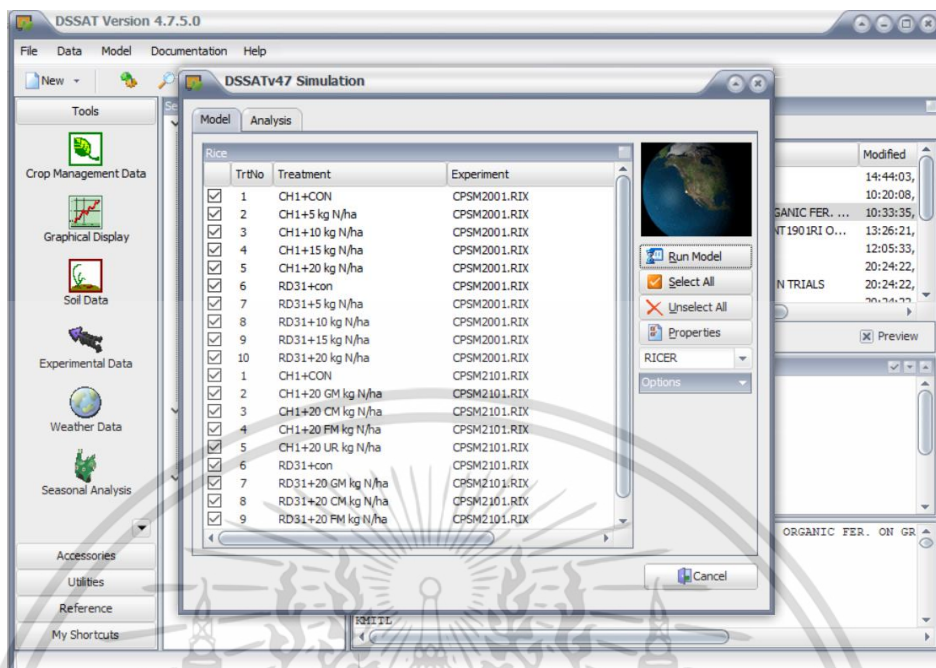 DSSAT Version 4.7.5.0
File Data Model Documentation Help
New
Tools
Crop Management Data
Graphical Display
Soil Data
Experimental Data
Weather Data
Seasonal Analysis
Accessories
Utilities
Reference
My Shortcuts
DSSATv47 Simulation
Model Analysis
Rice
TrtNo Treatment Experiment
1 CH1+CON CPSM2001.RIX
2 CH1+5 kg N/ha CPSM2001.RIX
3 CH1+10 kg N/ha CPSM2001.RIX
4 CH1+15 kg N/ha CPSM2001.RIX
5 CH1+20 kg N/ha CPSM2001.RIX
6 RD31+con CPSM2001.RIX
7 RD31+5 kg N/ha CPSM2001.RIX
8 RD31+10 kg N/ha CPSM2001.RIX
9 RD31+15 kg N/ha CPSM2001.RIX
10 RD31+20 kg N/ha CPSM2001.RIX
1 CH1+CON CPSM2101.RIX
2 CH1+20 GM kg N/ha CPSM2101.RIX
3 CH1+20 CM kg N/ha CPSM2101.RIX
4 CH1+20 FM kg N/ha CPSM2101.RIX
5 CH1+20 UR kg N/ha CPSM2101.RIX
6 RD31+con CPSM2101.RIX
7 RD31+20 GM kg N/ha CPSM2101.RIX
8 RD31+20 CM kg N/ha CPSM2101.RIX
9 RD31+20 FM kg N/ha CPSM2101.RIX
Run Model
Select All
Unselect All
Properties
RICER
Options
Cancel
Modified
14:44:03,
10:20:08,
GANIC FER. ... 10:33:35,
NT1901RI O... 13:26:21,
12:05:33,
20:24:22,
N TRIALS 20:24:22,
Preview
ORGANIC FER. ON GR
KMITL